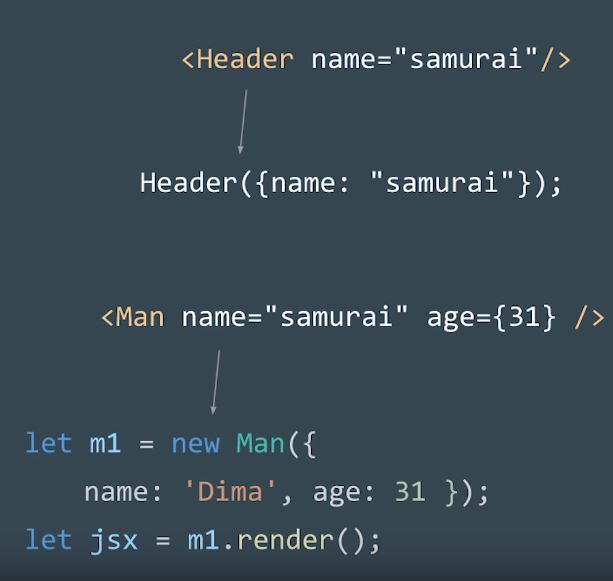 <Header name="samurai"/>
Header({name: "samurai"});
<Man name="samurai" age={31} />
let m1 = new Man({
name: 'Dima', age: 31 });
let jsx = m1.render();